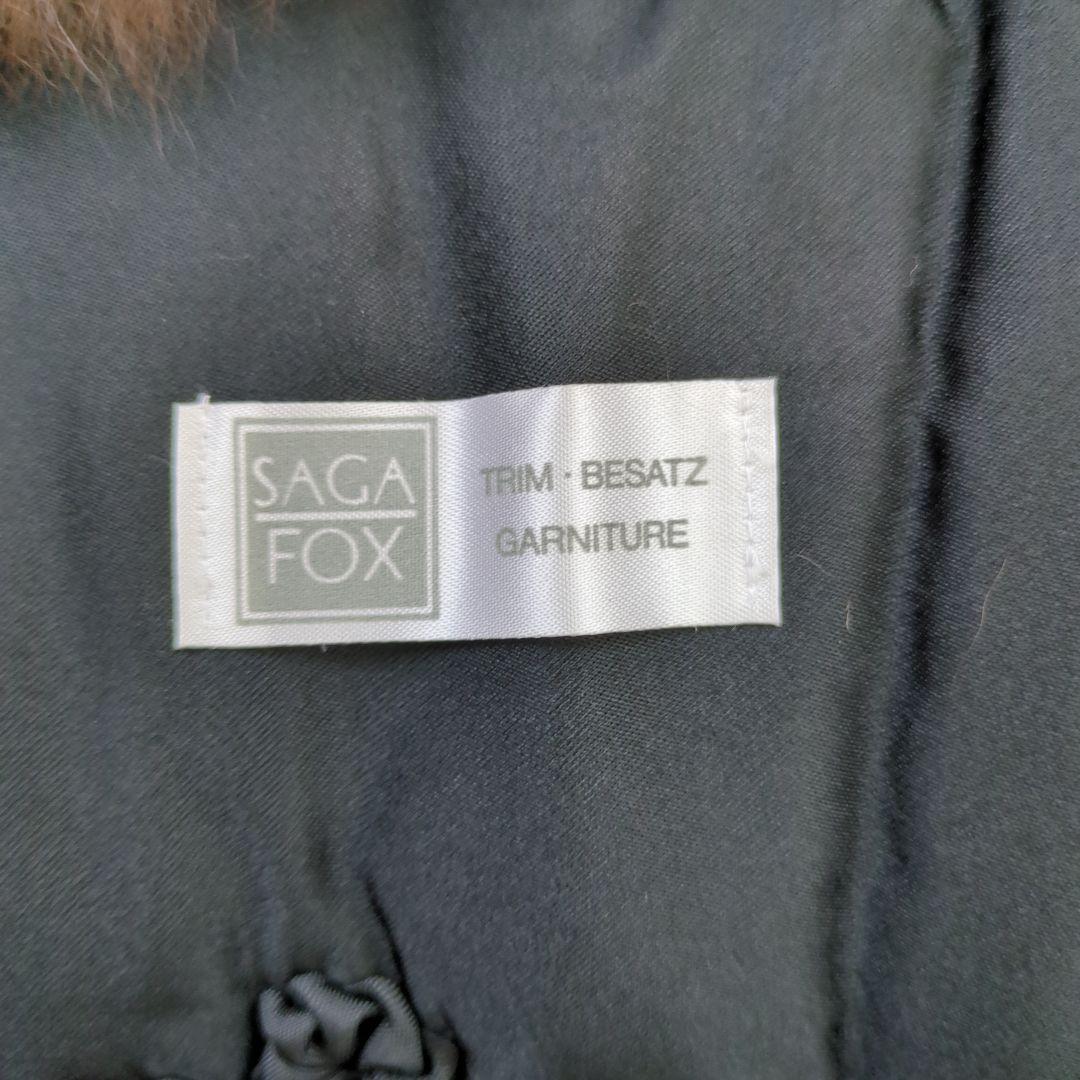 SAGA
FOX
TRIM · BESATZ
GARNITURE